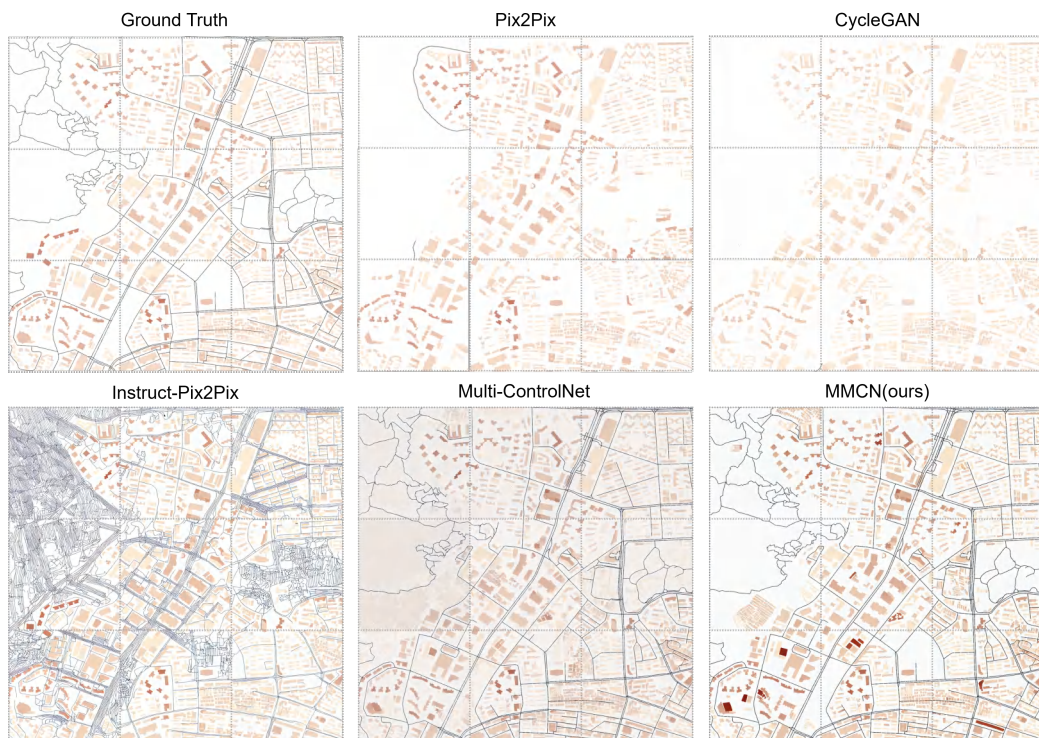 Ground Truth
Pix2Pix
CycleGAN
Instruct-Pix2Pix
Multi-ControlNet
MMCN(ours)